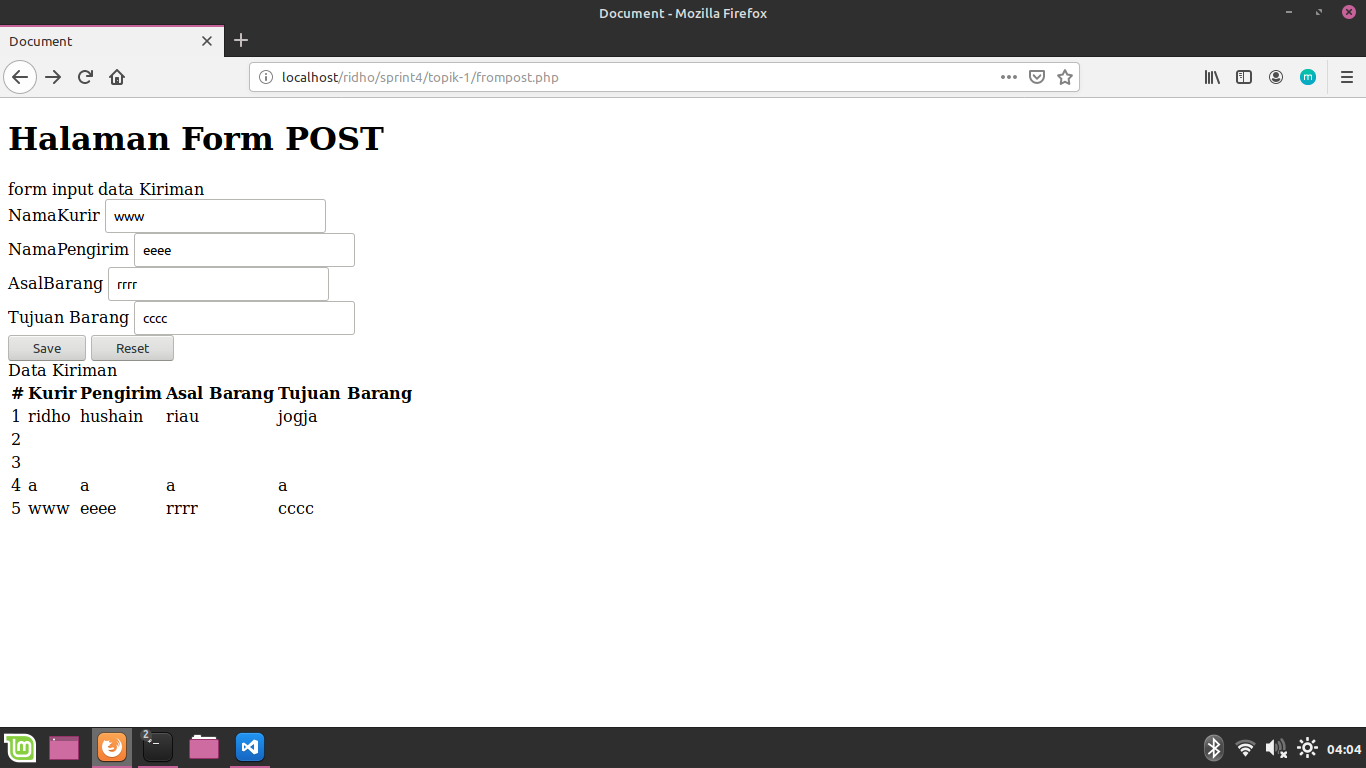 Document - Mozilla Firefox
Document
localhost/ridho/sprint4/topik-1/frompost.php
m
Halaman Form POST
form input data Kiriman
NamaKurir www
NamaPengirim eeee
AsalBarang rrrr
Tujuan Barang cccc
Save Reset
Data Kiriman
# Kurir Pengirim Asal Barang Tujuan Barang
1 ridho hushain riau jogja
2
3
4 a a a a
5 www eeee rrrr cccc
2
04:04